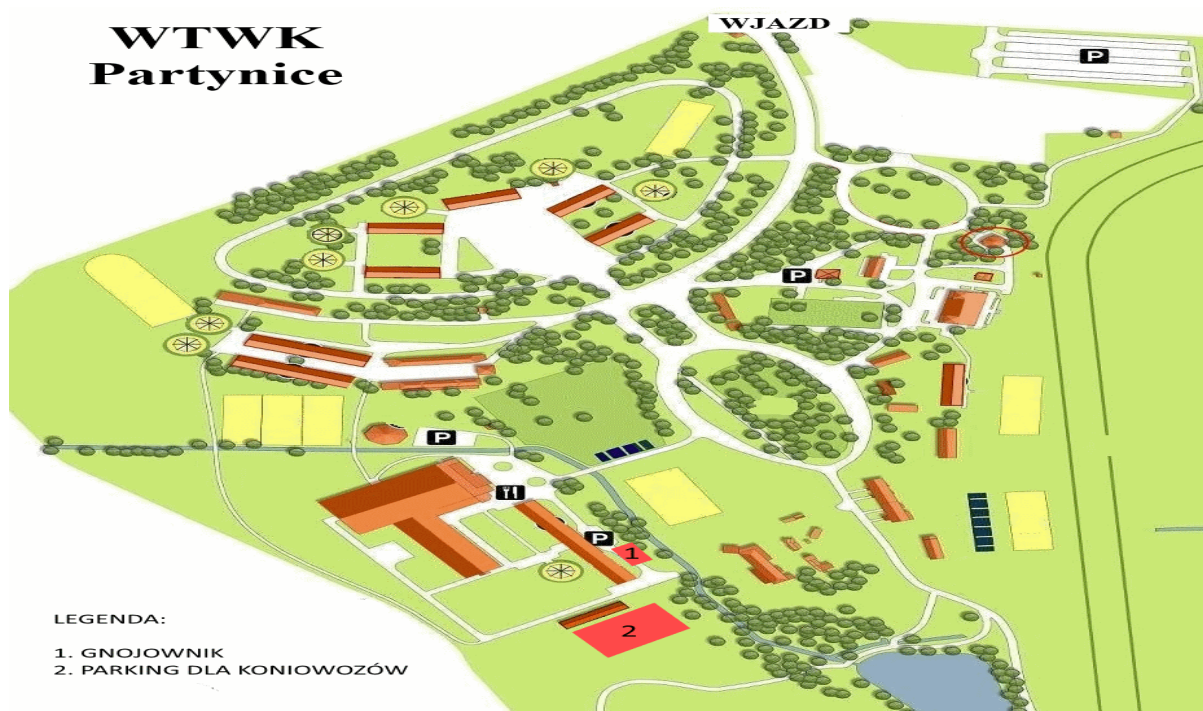 WTWK
Partynice
WJAZD
P
P
P
P
1
2
LEGENDA:
1. GNOJOWNIK
2. PARKING DLA KONIOWOZÓW